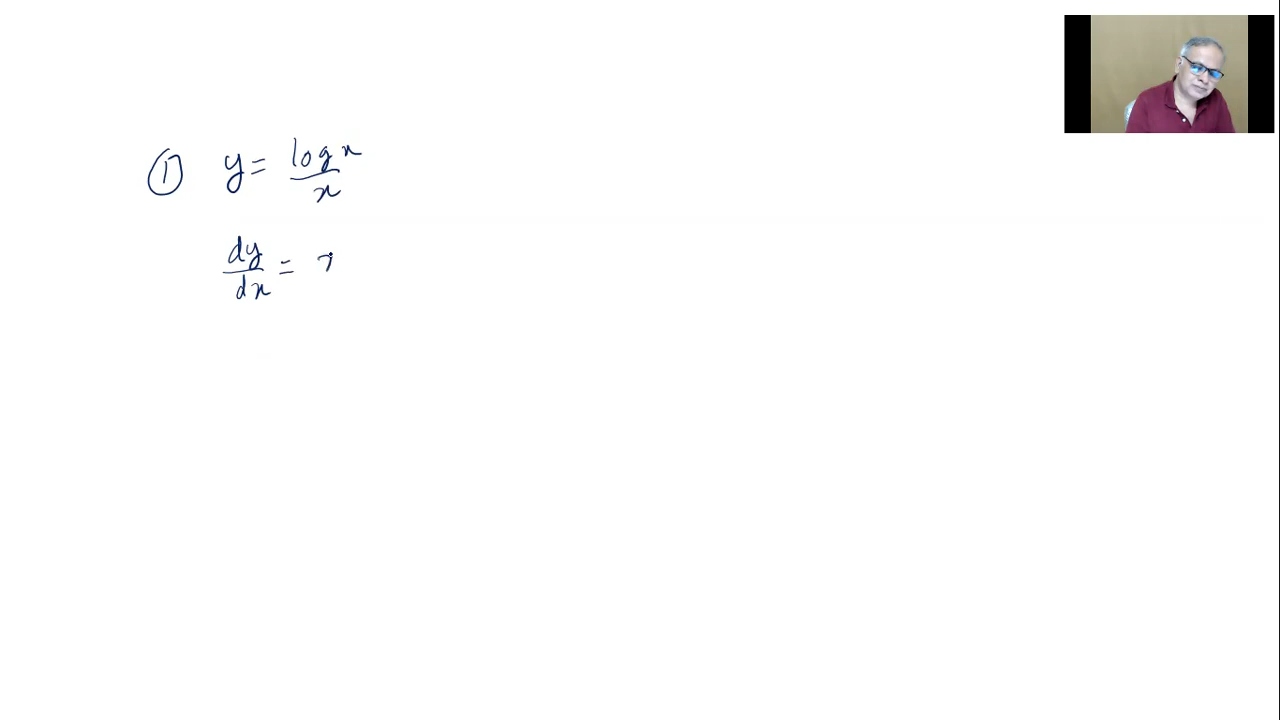 ① y = log x / x
dy/dx = x